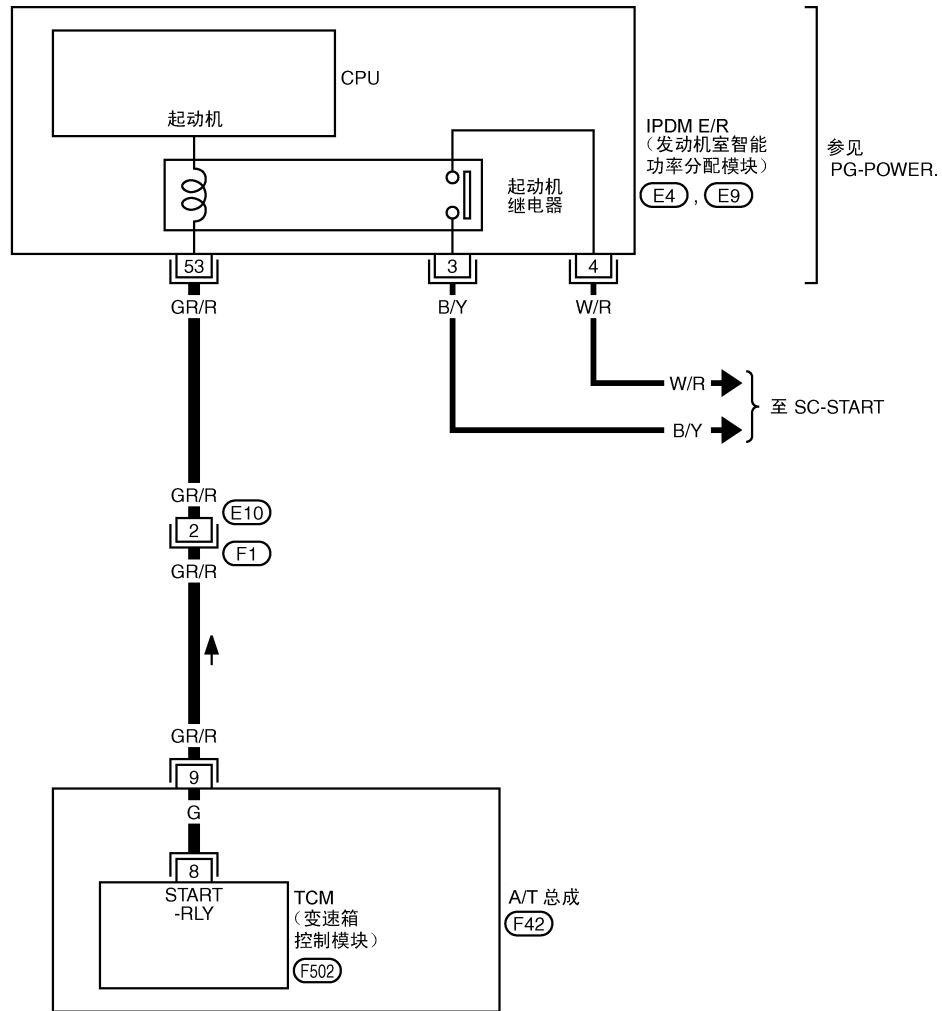 CPU
起动机
IPDM E/R
（发动机室智能
功率分配模块）
E4 , E9
参见
PG-POWER.
起动机
继电器
53
3
4
GR/R
B/Y
W/R
W/R
B/Y
至 SC-START
GR/R
E10
2
F1
GR/R
GR/R
9
G
8
START
-RLY
TCM
（变速箱
控制模块）
F502
A/T 总成
F42